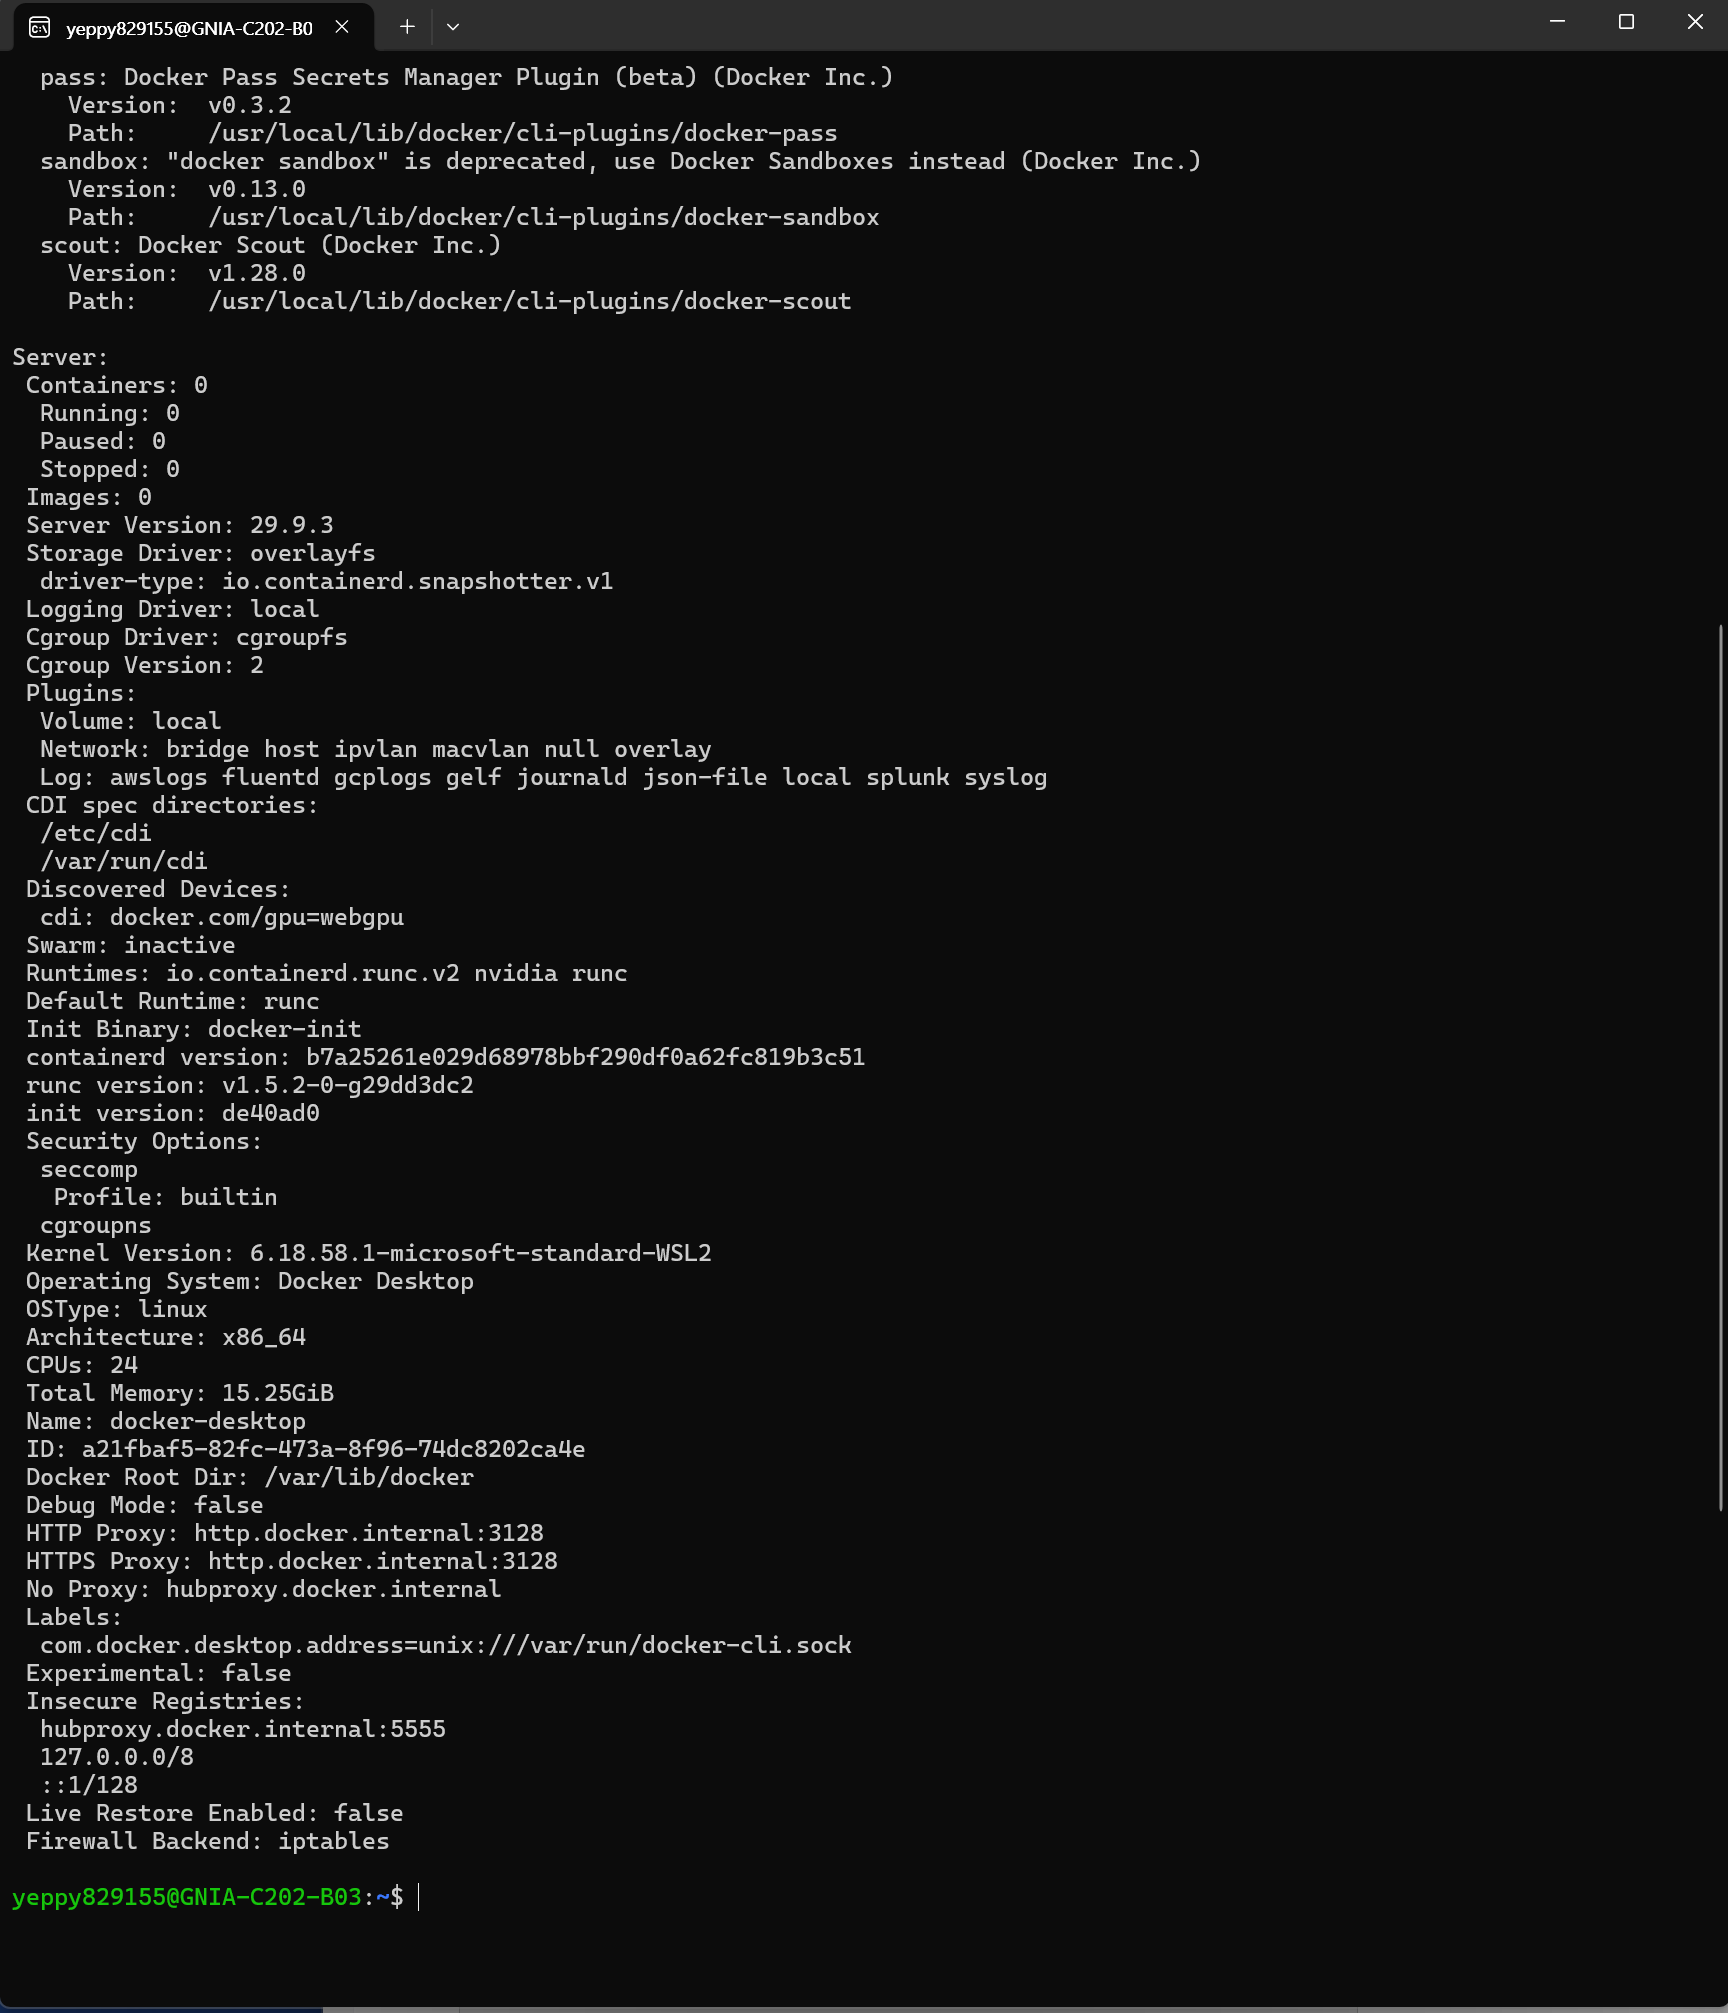 yeppy829155@GNIA-C202-B0
pass: Docker Pass Secrets Manager Plugin (beta) (Docker Inc.)
Version:  v0.3.2
Path:     /usr/local/lib/docker/cli-plugins/docker-pass
sandbox: "docker sandbox" is deprecated, use Docker Sandboxes instead (Docker Inc.)
Version:  v0.13.0
Path:     /usr/local/lib/docker/cli-plugins/docker-sandbox
scout: Docker Scout (Docker Inc.)
Version:  v1.28.0
Path:     /usr/local/lib/docker/cli-plugins/docker-scout
Server:
Containers: 0
Running: 0
Paused: 0
Stopped: 0
Images: 0
Server Version: 29.9.3
Storage Driver: overlayfs
driver-type: io.containerd.snapshotter.v1
Logging Driver: local
Cgroup Driver: cgroupfs
Cgroup Version: 2
Plugins:
Volume: local
Network: bridge host ipvlan macvlan null overlay
Log: awslogs fluentd gcplogs gelf journald json-file local splunk syslog
CDI spec directories:
/etc/cdi
/var/run/cdi
Discovered Devices:
cdi: docker.com/gpu=webgpu
Swarm: inactive
Runtimes: io.containerd.runc.v2 nvidia runc
Default Runtime: runc
Init Binary: docker-init
containerd version: b7a25261e029d68978bbf290df0a62fc819b3c51
runc version: v1.5.2-0-g29dd3dc2
init version: de40ad0
Security Options:
seccomp
Profile: builtin
cgroupns
Kernel Version: 6.18.58.1-microsoft-standard-WSL2
Operating System: Docker Desktop
OSType: linux
Architecture: x86_64
CPUs: 24
Total Memory: 15.25GiB
Name: docker-desktop
ID: a21fbaf5-82fc-473a-8f96-74dc8202ca4e
Docker Root Dir: /var/lib/docker
Debug Mode: false
HTTP Proxy: http.docker.internal:3128
HTTPS Proxy: http.docker.internal:3128
No Proxy: hubproxy.docker.internal
Labels:
com.docker.desktop.address=unix:///var/run/docker-cli.sock
Experimental: false
Insecure Registries:
hubproxy.docker.internal:5555
127.0.0.0/8
::1/128
Live Restore Enabled: false
Firewall Backend: iptables
yeppy829155@GNIA-C202-B03:~$